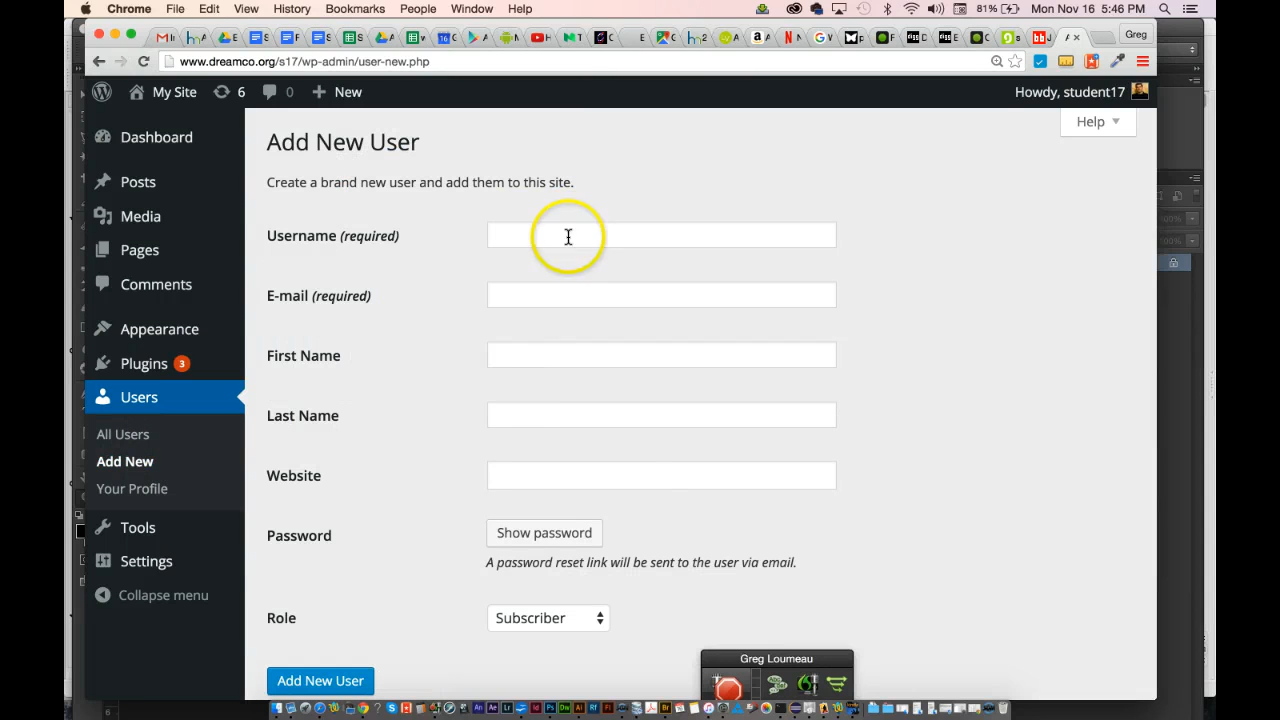 Chrome File Edit View History Bookmarks People Window Help 81% Mon Nov 16 5:46 PM
Greg
www.dreamco.org/s17/wp-admin/user-new.php
My Site 6 0 New Howdy, student17
Help
Dashboard
Posts
Media
Pages
Comments
Appearance
Plugins 3
Users
All Users
Add New
Your Profile
Tools
Settings
Collapse menu
Add New User
Create a brand new user and add them to this site.
Username (required)
E-mail (required)
First Name
Last Name
Website
Password Show password
A password reset link will be sent to the user via email.
Role Subscriber
Add New User
Greg Loumeau